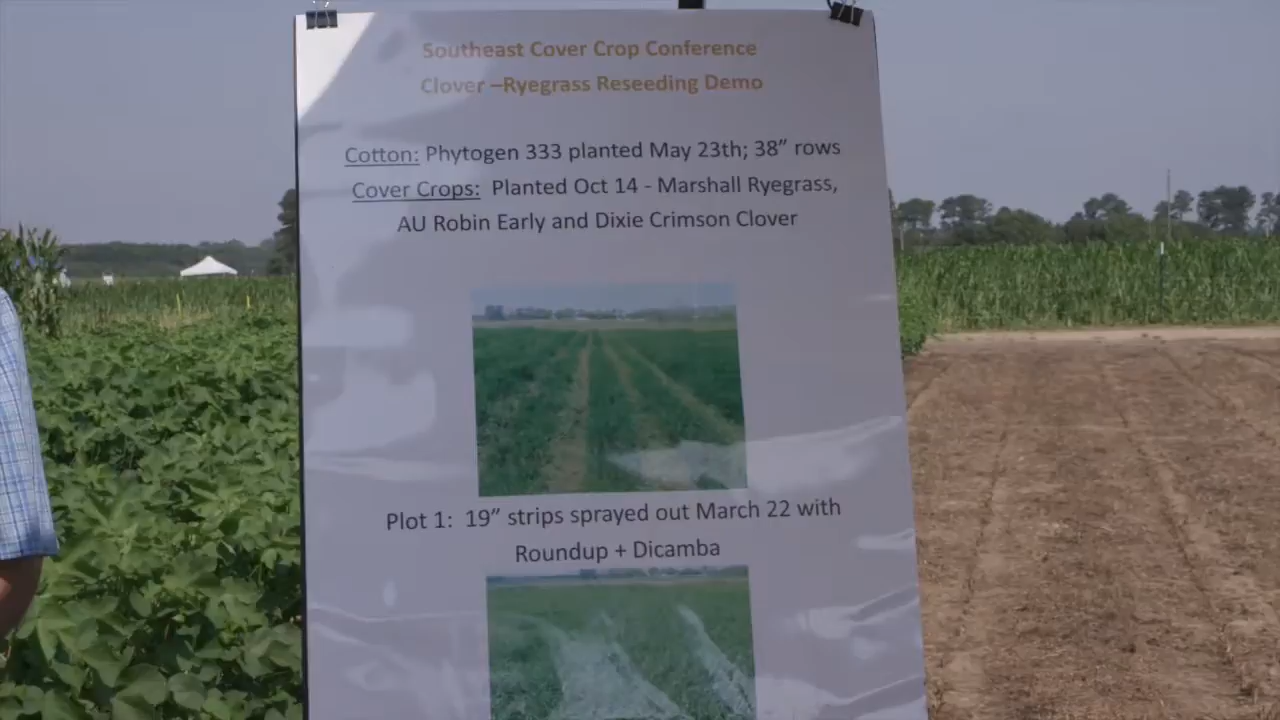 Southeast Cover Crop Conference
Clover –Ryegrass Reseeding Demo
Cotton: Phytogen 333 planted May 23th; 38” rows
Cover Crops: Planted Oct 14 - Marshall Ryegrass,
AU Robin Early and Dixie Crimson Clover
Plot 1: 19” strips sprayed out March 22 with
Roundup + Dicamba